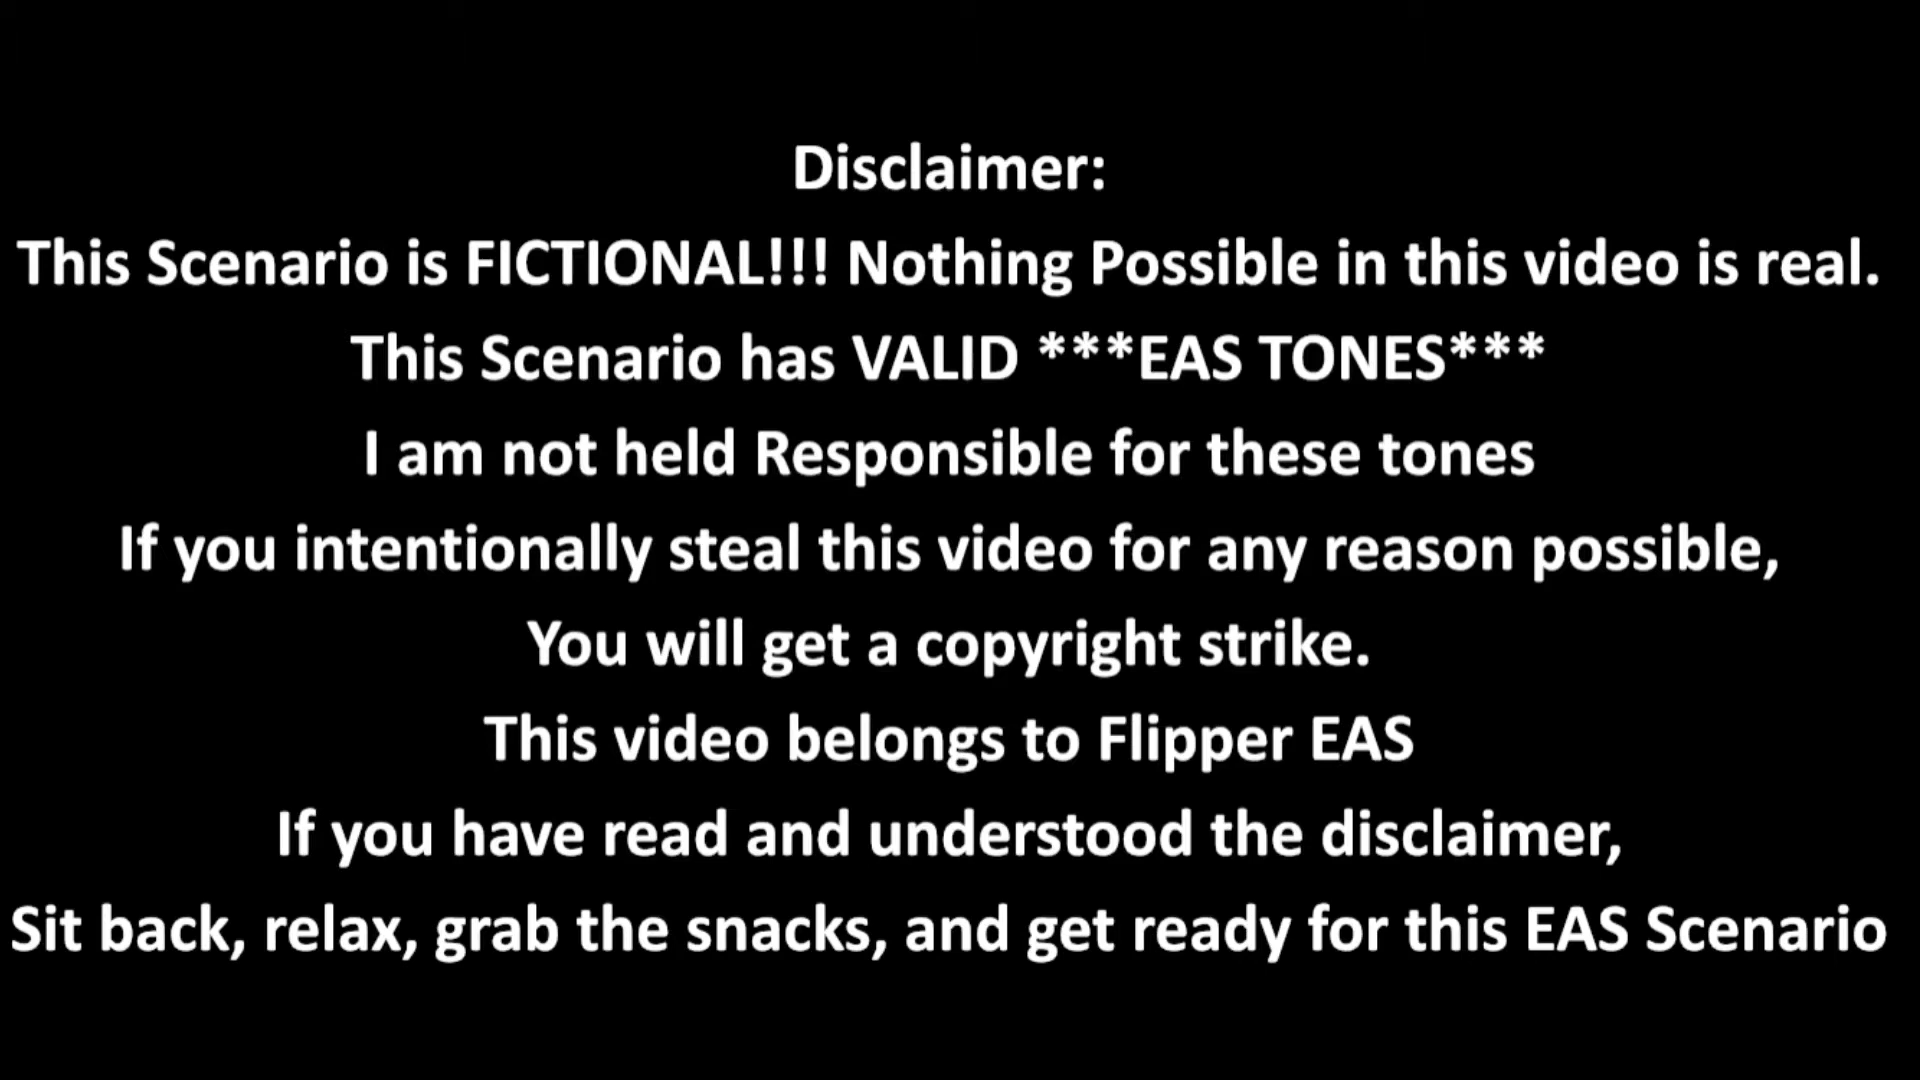 Disclaimer:
This Scenario is FICTIONAL!!! Nothing Possible in this video is real.
This Scenario has VALID ***EAS TONES***
I am not held Responsible for these tones
If you intentionally steal this video for any reason possible,
You will get a copyright strike.
This video belongs to Flipper EAS
If you have read and understood the disclaimer,
Sit back, relax, grab the snacks, and get ready for this EAS Scenario